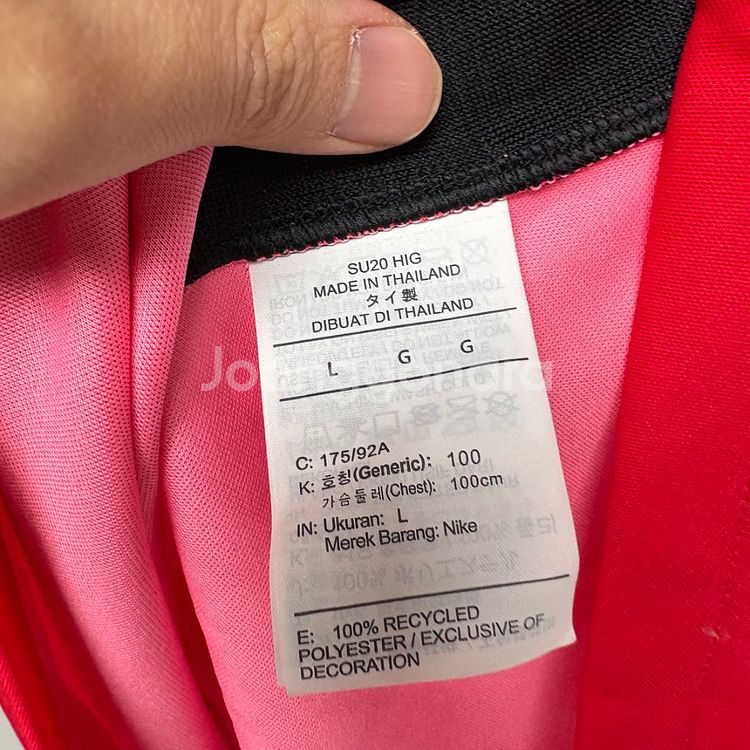 SU20 HIG
MADE IN THAILAND
タイ製
DIBUAT DI THAILAND
L G G
C: 175/92A
K: 호칭(Generic): 100
가슴둘레(Chest): 100cm
IN: Ukuran: L
Merek Barang: Nike
E: 100% RECYCLED
POLYESTER / EXCLUSIVE OF
DECORATION